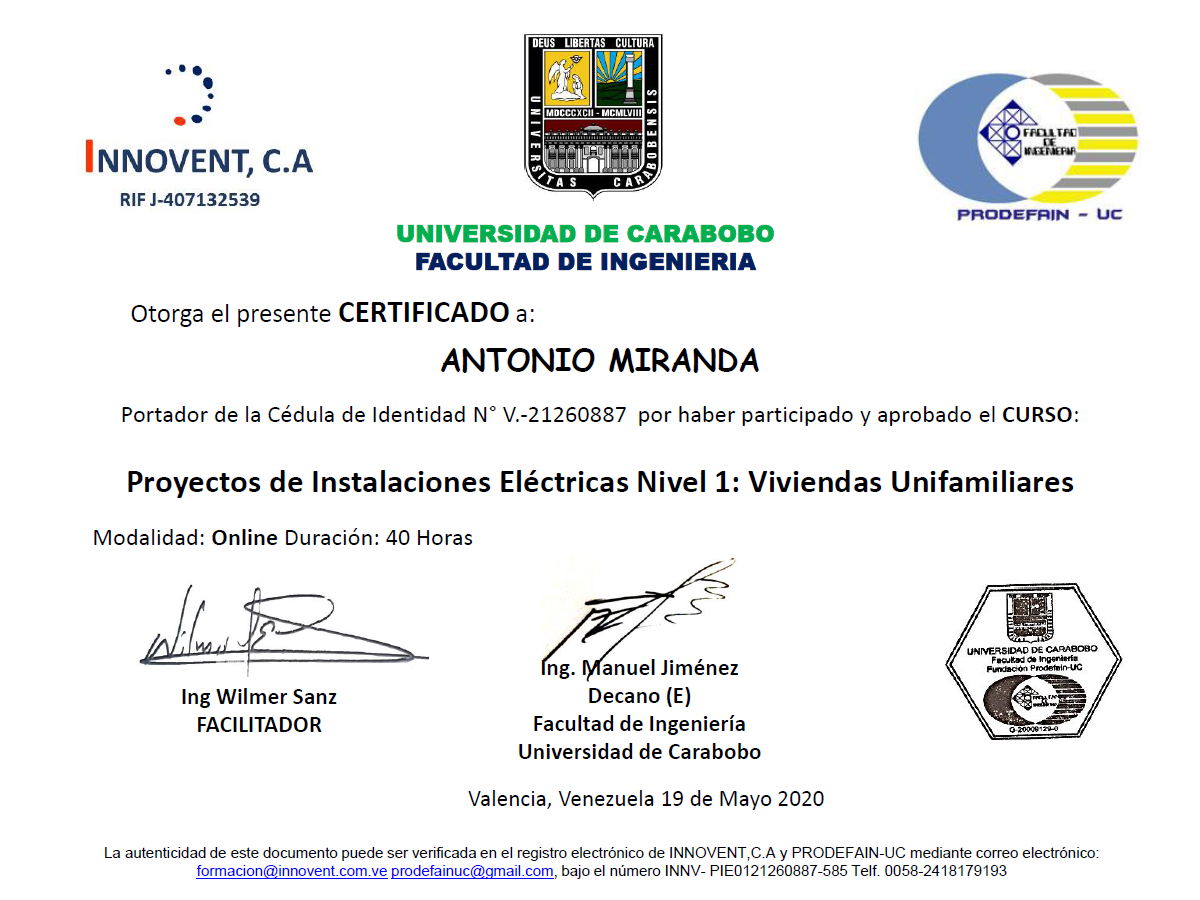 DEUS LIBERTAS CULTURA
MDCCCXCII - MCMLVIII
UNIVERSITAS CARABOBENSIS
INNOVENT, C.A
RIF J-407132539
FACULTAD
DE
INGENIERIA
PRODEFAIN - UC
UNIVERSIDAD DE CARABOBO
FACULTAD DE INGENIERIA
Otorga el presente CERTIFICADO a:
ANTONIO MIRANDA
Portador de la Cédula de Identidad N° V.-21260887 por haber participado y aprobado el CURSO:
Proyectos de Instalaciones Eléctricas Nivel 1: Viviendas Unifamiliares
Modalidad: Online Duración: 40 Horas
Ing Wilmer Sanz
FACILITADOR
Ing. Manuel Jiménez
Decano (E)
Facultad de Ingeniería
Universidad de Carabobo
UNIVERSIDAD DE CARABOBO
Facultad de Ingeniería
Fundación Prodefain-UC
Valencia, Venezuela 19 de Mayo 2020
La autenticidad de este documento puede ser verificada en el registro electrónico de INNOVENT,C.A y PRODEFAIN-UC mediante correo electrónico:
formacion@innovent.com.ve prodefainuc@gmail.com, bajo el número INNV- PIE0121260887-585 Telf. 0058-2418179193